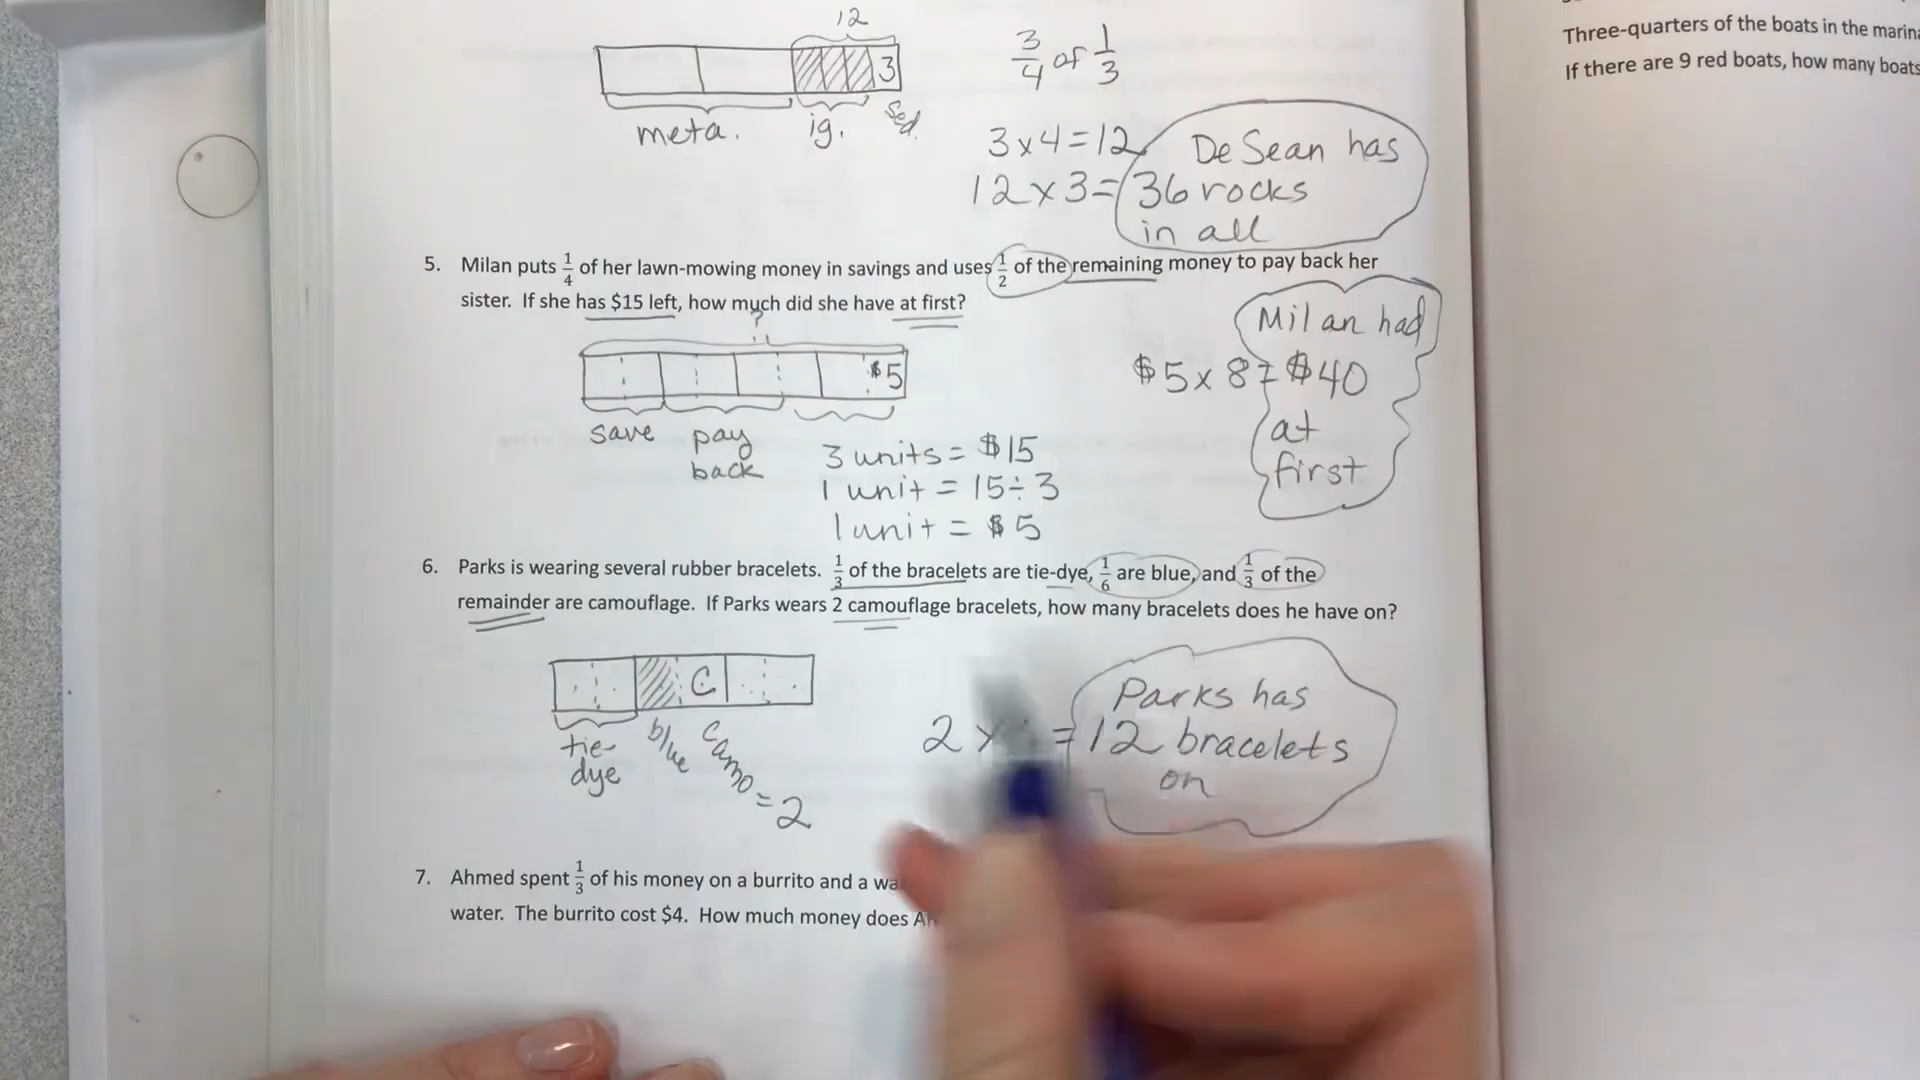 Three-quarters of the boats in the marin
If there are 9 red boats, how many boats
12
3
3/4 of 1/3
meta. ig. sed.
3 x 4 = 12
12 x 3 = 36 rocks
DeSean has
in all
5. Milan puts 1/4 of her lawn-mowing money in savings and uses 1/2 of the remaining money to pay back her
sister. If she has $15 left, how much did she have at first?
?
$5
save pay
back
3 units = $15
1 unit = 15÷3
1 unit = $5
Milan had
$5 x 8 = $40
at
first
6. Parks is wearing several rubber bracelets. 1/3 of the bracelets are tie-dye, 1/6 are blue, and 1/3 of the
remainder are camouflage. If Parks wears 2 camouflage bracelets, how many bracelets does he have on?
C
tie-
dye
blue
camo = 2
Parks has
2 x = 12 bracelets
on
7. Ahmed spent 1/3 of his money on a burrito and a
water. The burrito cost $4. How much money does